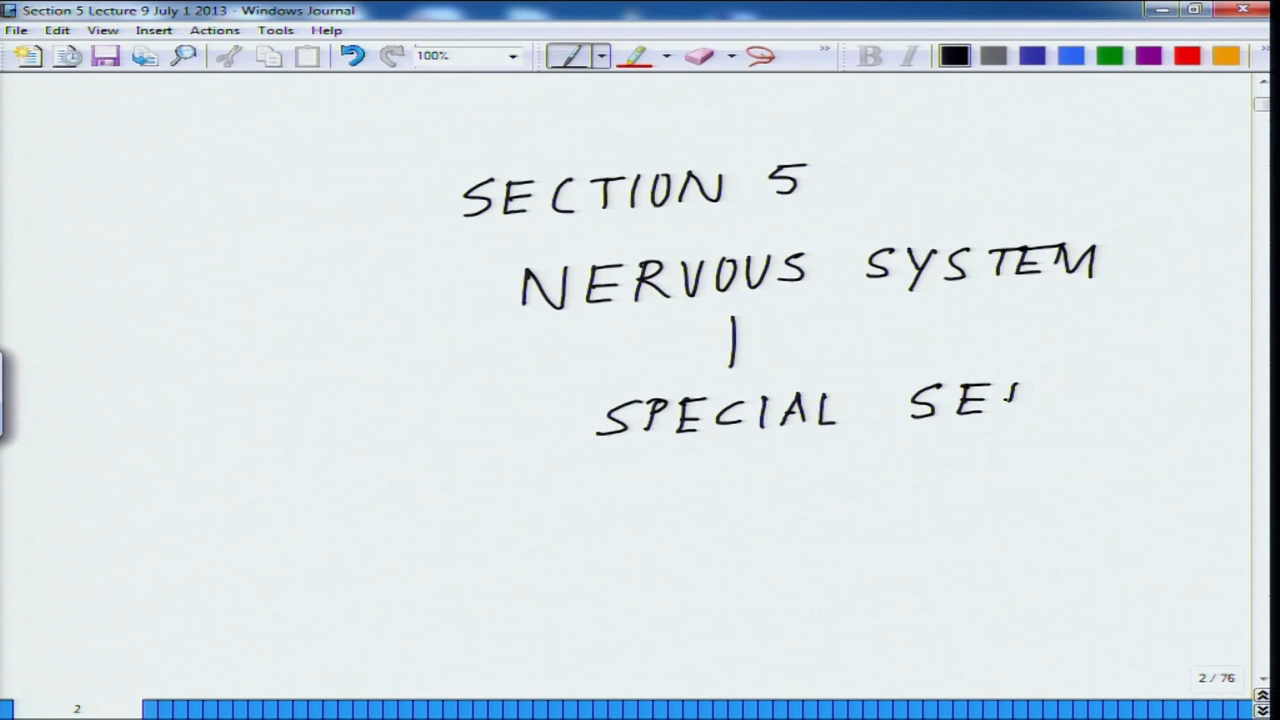 Section 5 Lecture 9 July 1 2013 - Windows Journal
File Edit View Insert Actions Tools Help
100%
B I
SECTION 5
NERVOUS SYSTEM
SPECIAL
2 / 76
2